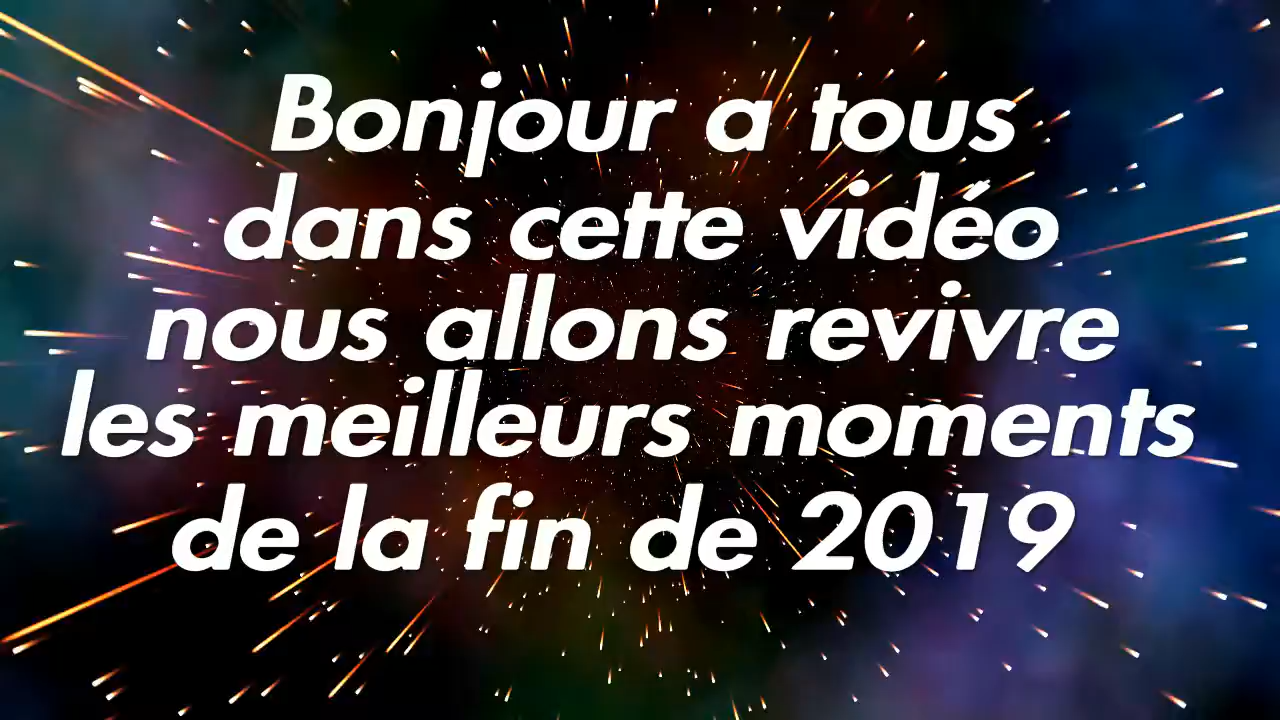 Bonjour a tous
dans cette vidéo
nous allons revivre
les meilleurs moments
de la fin de 2019